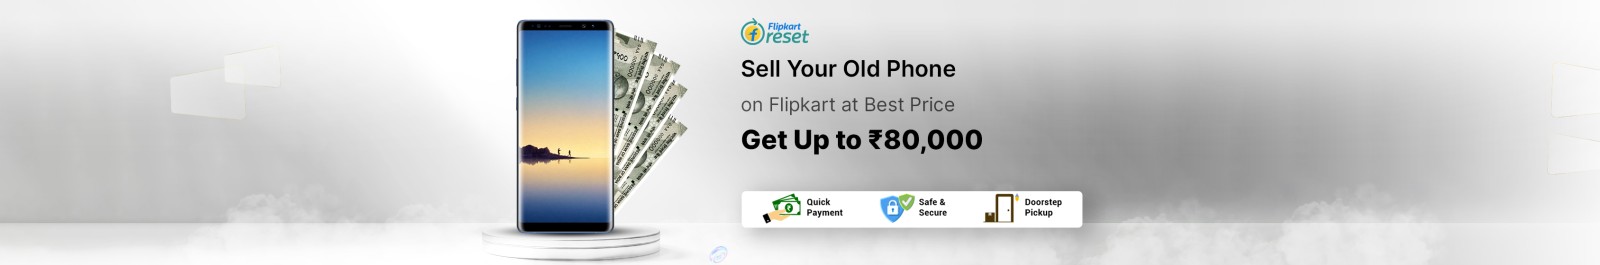 Flipkart
reset
Sell Your Old Phone
on Flipkart at Best Price
Get Up to ₹80,000
Quick
Payment
Safe &
Secure
Doorstep
Pickup